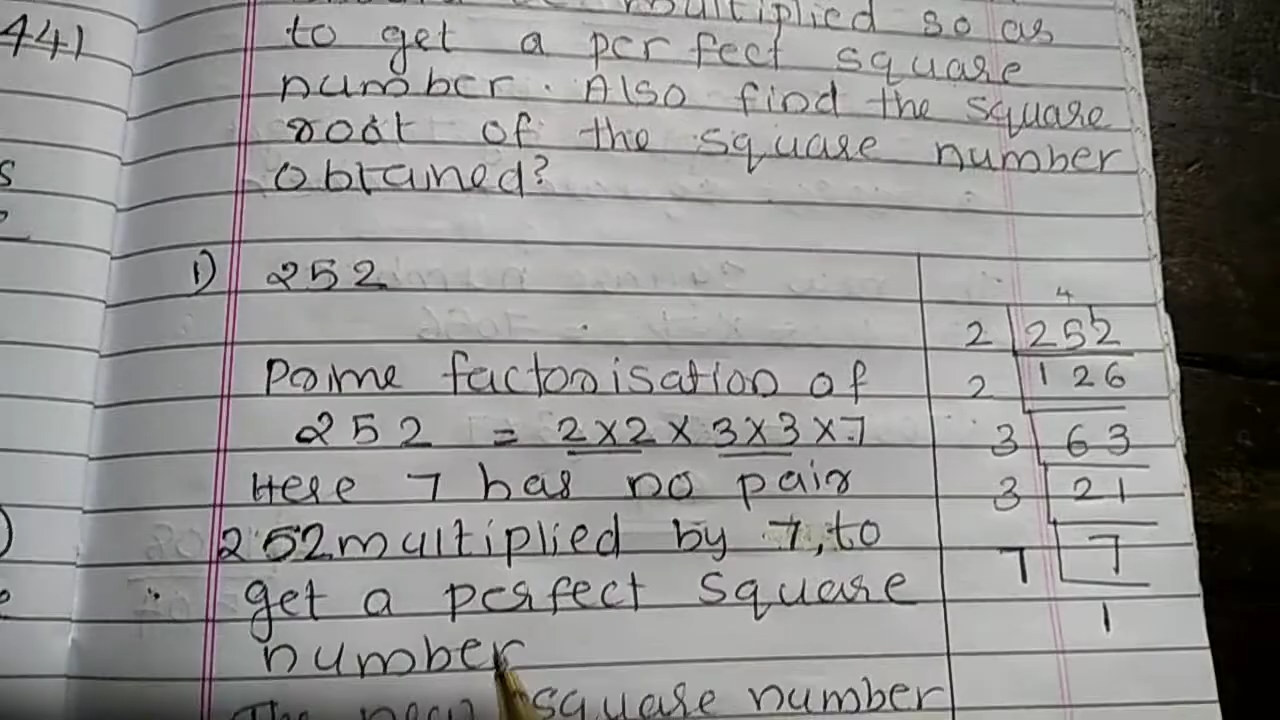 441
multiplied so as
to get a perfect square
number. Also find the square
root of the square number
obtained?
1) 252
Prime factorisation of
252 = 2×2×3×3×7
Here 7 has no pair
252 multiplied by 7, to
get a perfect square
number
square number
4
2 252
2 126
3 63
3 21
7 7
1